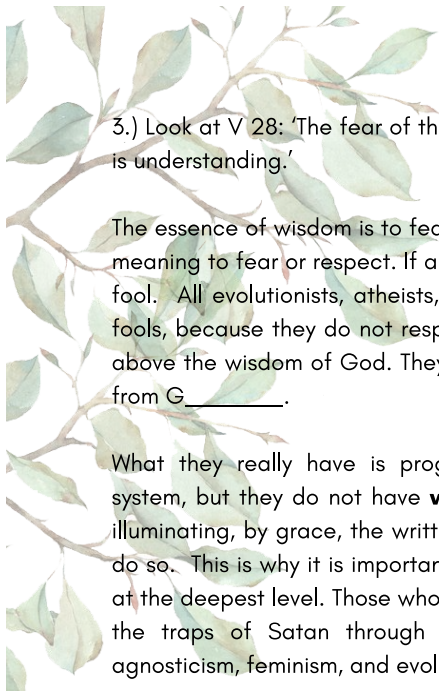 3.) Look at V 28: ‘The fear of th
is understanding.’
The essence of wisdom is to fea
meaning to fear or respect. If a
fool. All evolutionists, atheists,
fools, because they do not resp
above the wisdom of God. They
from G________.
What they really have is prog
system, but they do not have
illuminating, by grace, the writt
do so. This is why it is importan
at the deepest level. Those who
the traps of Satan through
agnosticism, feminism, and evol